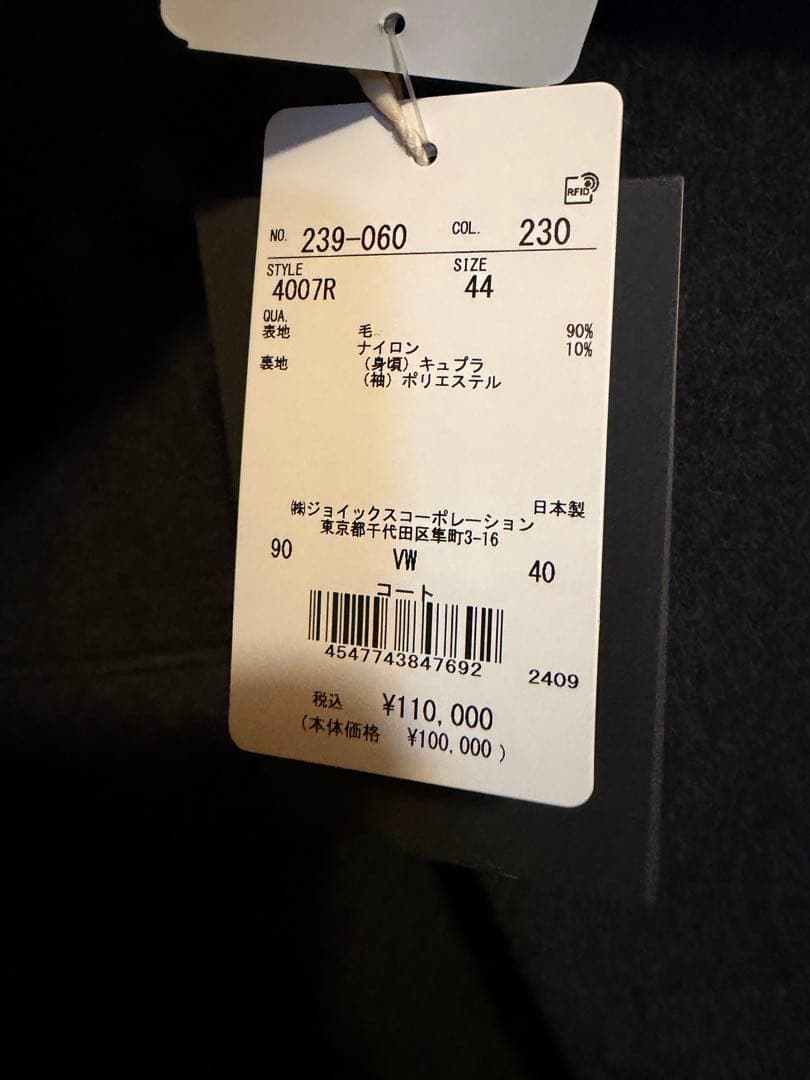 RFID
NO. 239-060 COL. 230
STYLE SIZE
4007R 44
QUA.
表地 毛 90%
ナイロン 10%
裏地 (身頃) キュプラ
(袖) ポリエステル
㈱ジョイックスコーポレーション 日本製
東京都千代田区隼町3-16
90 VW 40
コート
4547743847692 2409
税込 ¥110,000
(本体価格 ¥100,000)